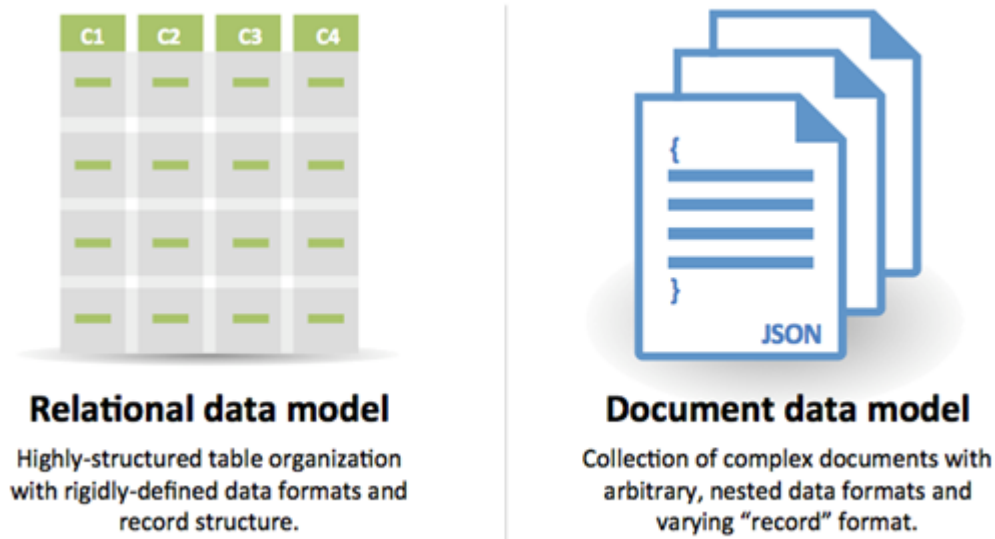 C1 C2 C3 C4
Relational data model
Highly-structured table organization
with rigidly-defined data formats and
record structure.
{
}
JSON
Document data model
Collection of complex documents with
arbitrary, nested data formats and
varying “record” format.